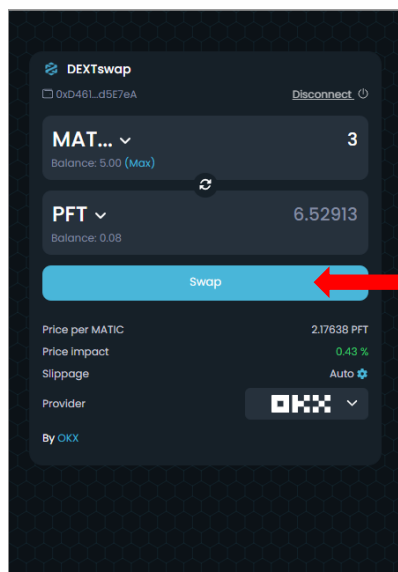 DEXTswap
0xD461...d5E7eA Disconnect
MAT... 3
Balance: 5.00 (Max)
PFT 6.52913
Balance: 0.08
Swap
Price per MATIC 2.17638 PFT
Price impact 0.43 %
Slippage Auto
Provider OKX
By OKX